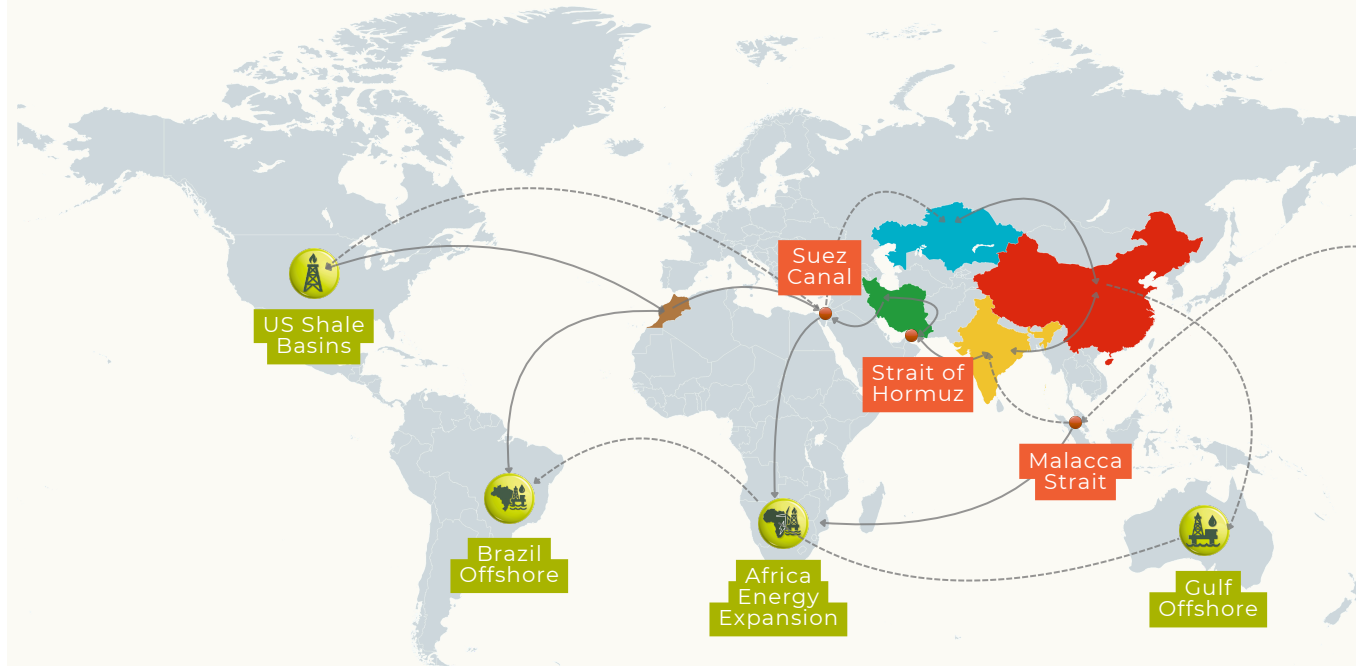 Suez
Canal
US Shale
Basins
Strait of
Hormuz
Malacca
Strait
Brazil
Offshore
Africa
Energy
Expansion
Gulf
Offshore